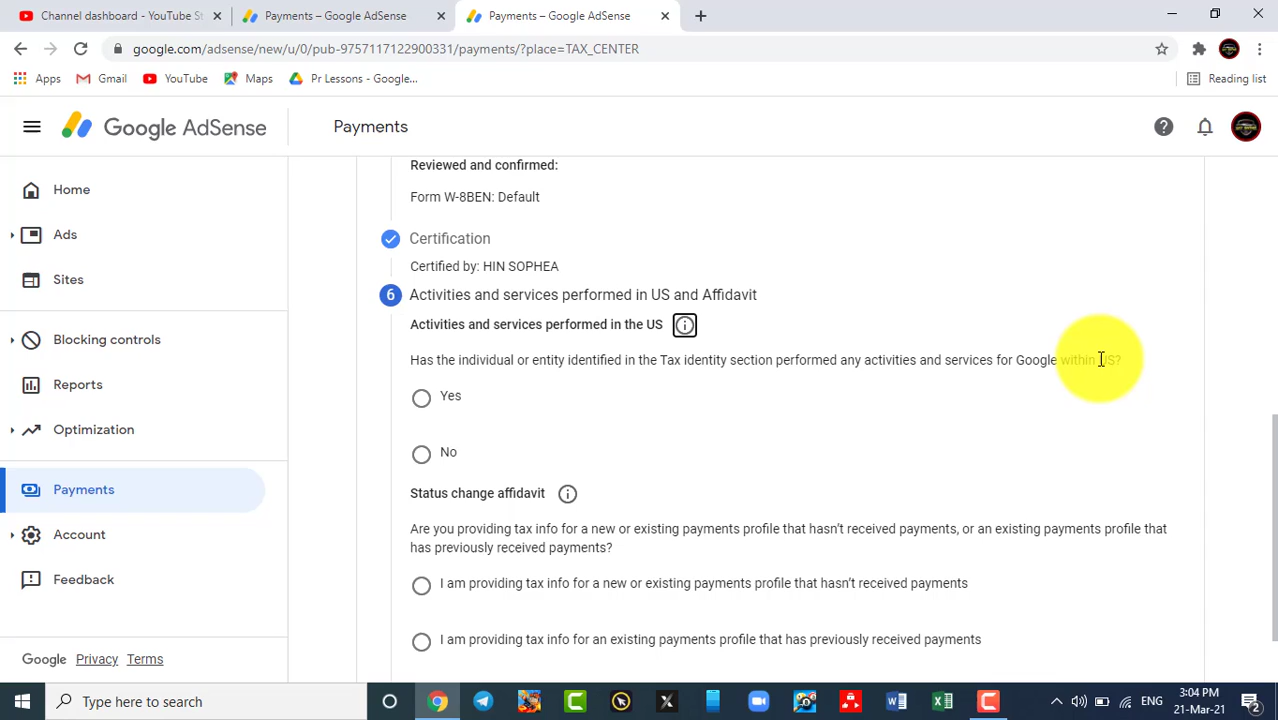 Channel dashboard - YouTube St
Payments – Google AdSense
Payments – Google AdSense
google.com/adsense/new/u/0/pub-9757117122900331/payments/?place=TAX_CENTER
Apps
Gmail
YouTube
Maps
Pr Lessons - Google...
Reading list
Google AdSense
Payments
Home
Ads
Sites
Blocking controls
Reports
Optimization
Payments
Account
Feedback
Google Privacy Terms
Reviewed and confirmed:
Form W-8BEN: Default
Certification
Certified by: HIN SOPHEA
6 Activities and services performed in US and Affidavit
Activities and services performed in the US
Has the individual or entity identified in the Tax identity section performed any activities and services for Google within US?
Yes
No
Status change affidavit
Are you providing tax info for a new or existing payments profile that hasn't received payments, or an existing payments profile that
has previously received payments?
I am providing tax info for a new or existing payments profile that hasn't received payments
I am providing tax info for an existing payments profile that has previously received payments
Type here to search
ENG
3:04 PM
21-Mar-21
2